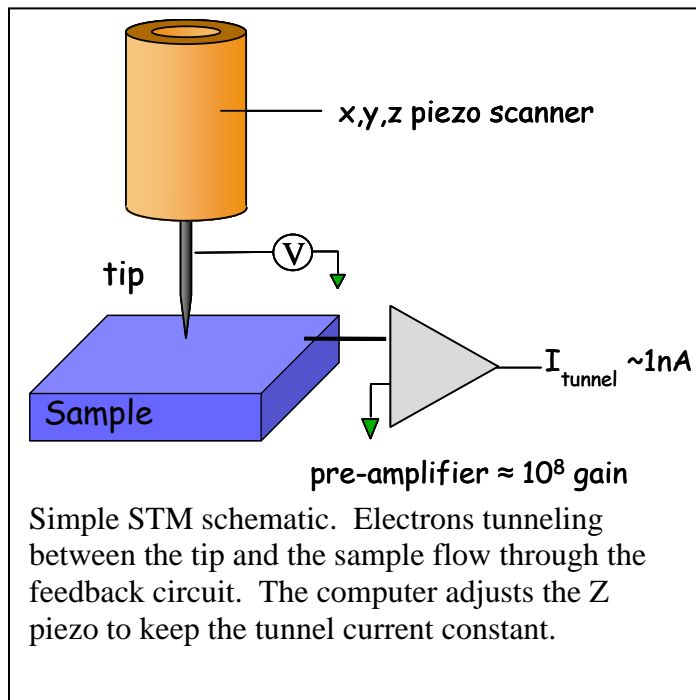 x,y,z piezo scanner
V
tip
I tunnel ~1nA
Sample
pre-amplifier ≈ 10⁸ gain
Simple STM schematic. Electrons tunneling
between the tip and the sample flow through the
feedback circuit. The computer adjusts the Z
piezo to keep the tunnel current constant.